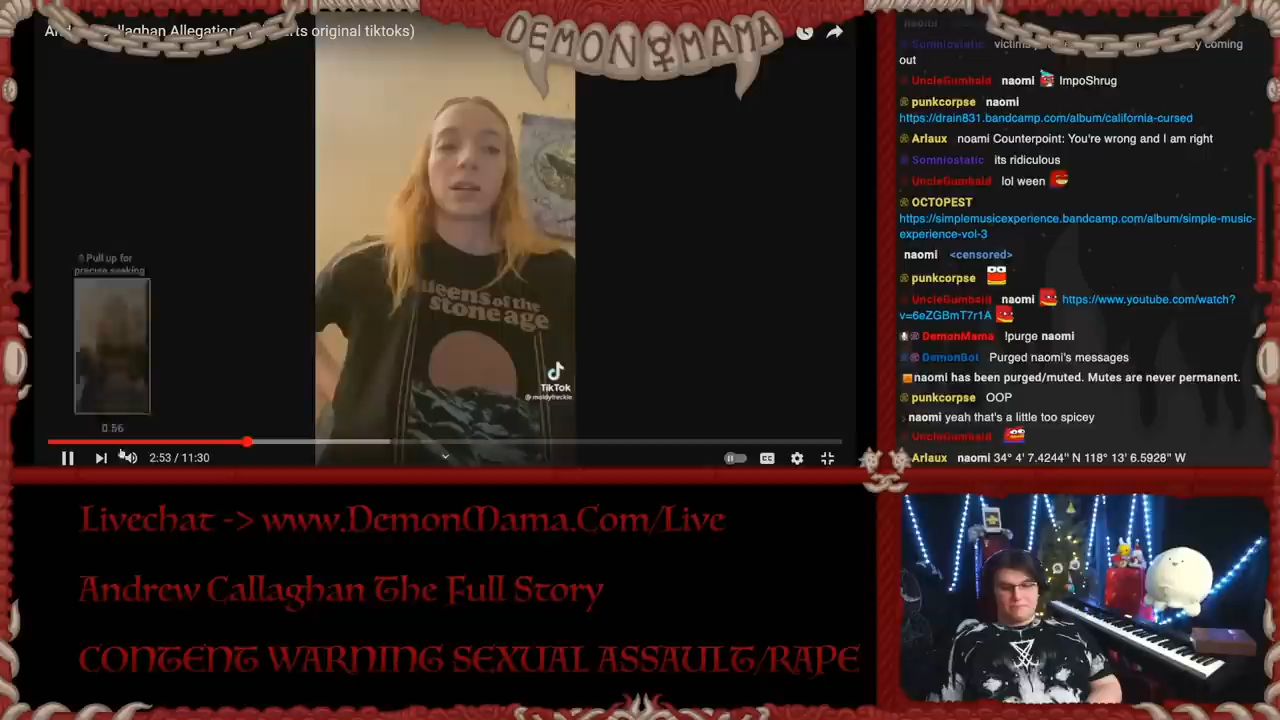 Callaghan Allegation
original tiktoks)
DEMON MAMA
Queens of the
stone age
TikTok
@moldyfreckle
Pull up for
precise seeking
0:56
2:53 / 11:30
CC
Livechat -> www.DemonMama.Com/Live
Andrew Callaghan The Full Story
CONTENT WARNING SEXUAL ASSAULT/RAPE
naomi
Somniostatic victims coming
out
UncleGumbald naomi ImpoShrug
punkcorpse naomi
https://drain831.bandcamp.com/album/california-cursed
Arlaux noami Counterpoint: You're wrong and I am right
Somniostatic its ridiculous
UncleGumbald lol ween
OCTOPEST
https://simplemusicexperience.bandcamp.com/album/simple-music-
experience-vol-3
naomi <censored>
punkcorpse
UncleGumbald naomi https://www.youtube.com/watch?
v=6eZGBmT7r1A
DemonMama !purge naomi
DemonBot Purged naomi's messages
naomi has been purged/muted. Mutes are never permanent.
punkcorpse OOP
naomi yeah that's a little too spicey
UncleGumbald
Arlaux naomi 34° 4' 7.4244" N 118° 13' 6.5928" W